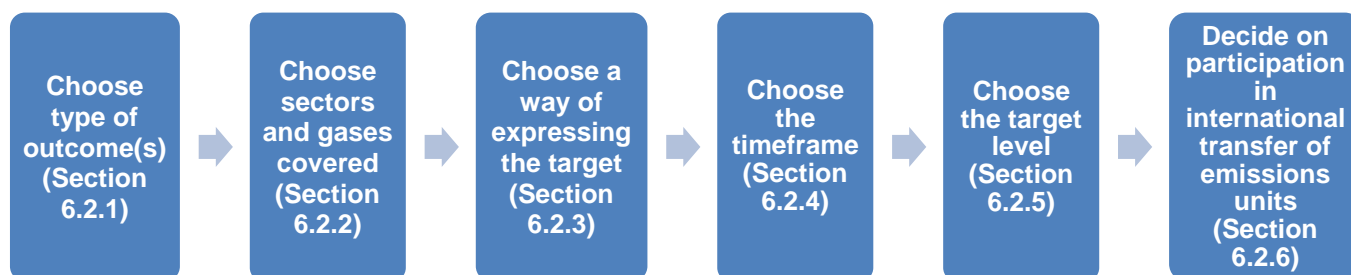 Choose
type of
outcome(s)
(Section
6.2.1)
Choose
sectors
and gases
covered
(Section
6.2.2)
Choose a
way of
expressing
the target
(Section
6.2.3)
Choose
the
timeframe
(Section
6.2.4)
Choose
the target
level
(Section
6.2.5)
Decide on
participation
in
international
transfer of
emissions
units
(Section
6.2.6)